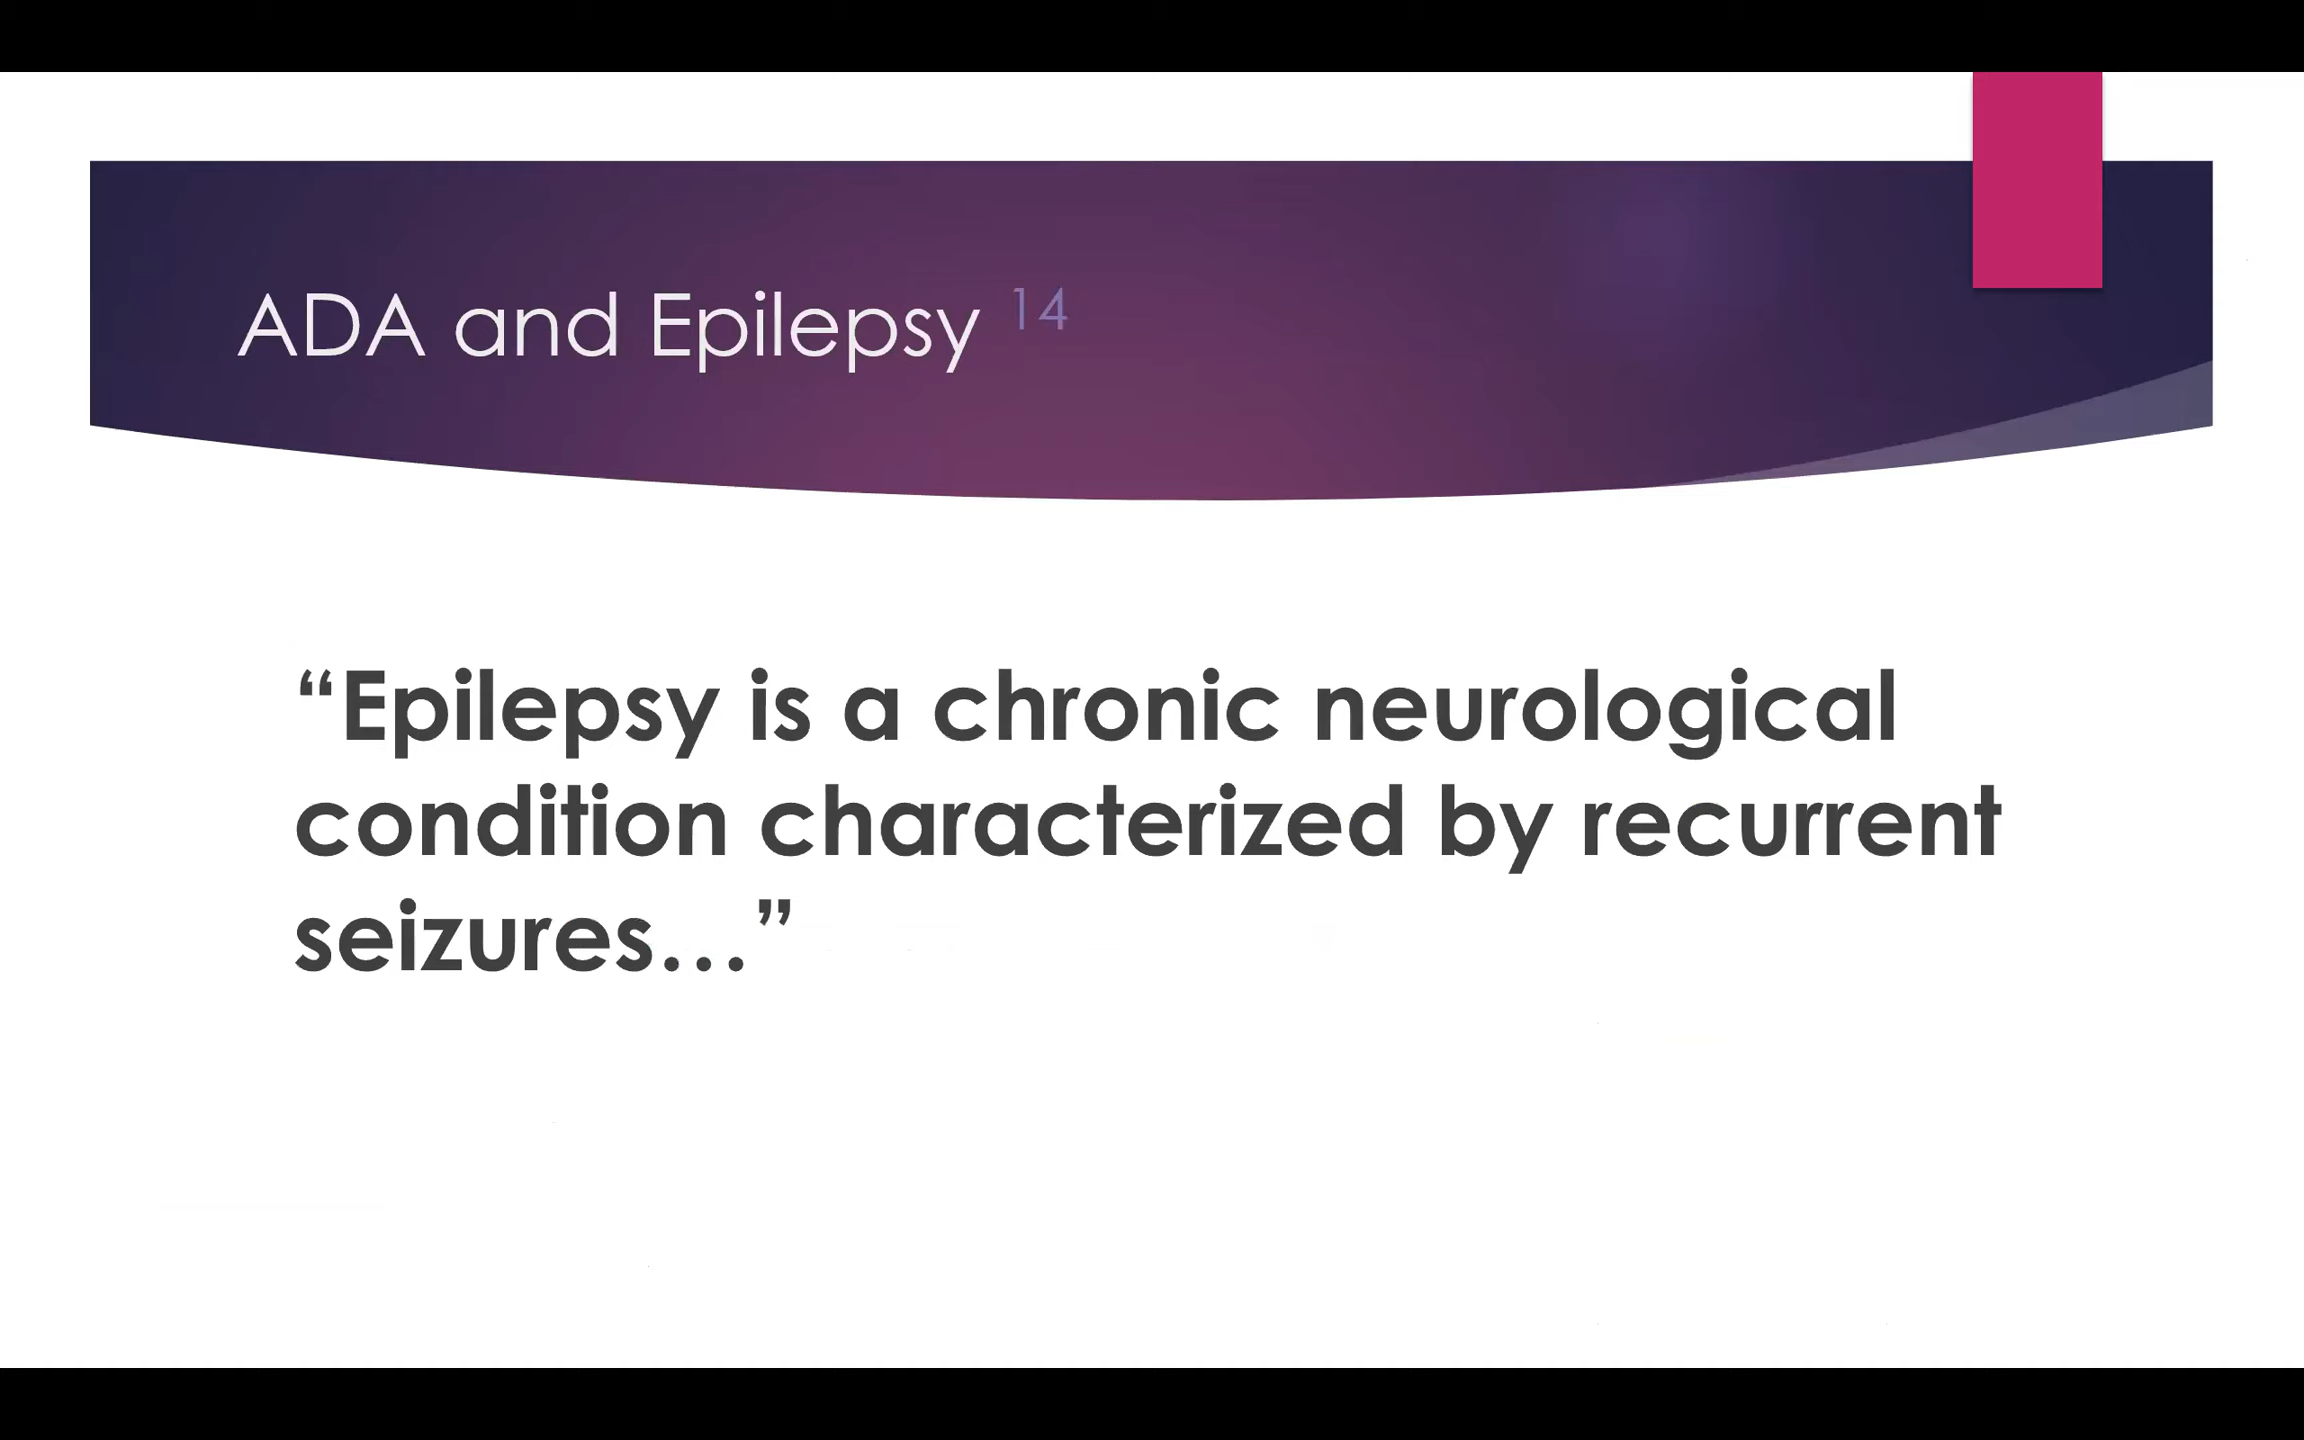 ADA and Epilepsy 14
“Epilepsy is a chronic neurological
condition characterized by recurrent
seizures…”